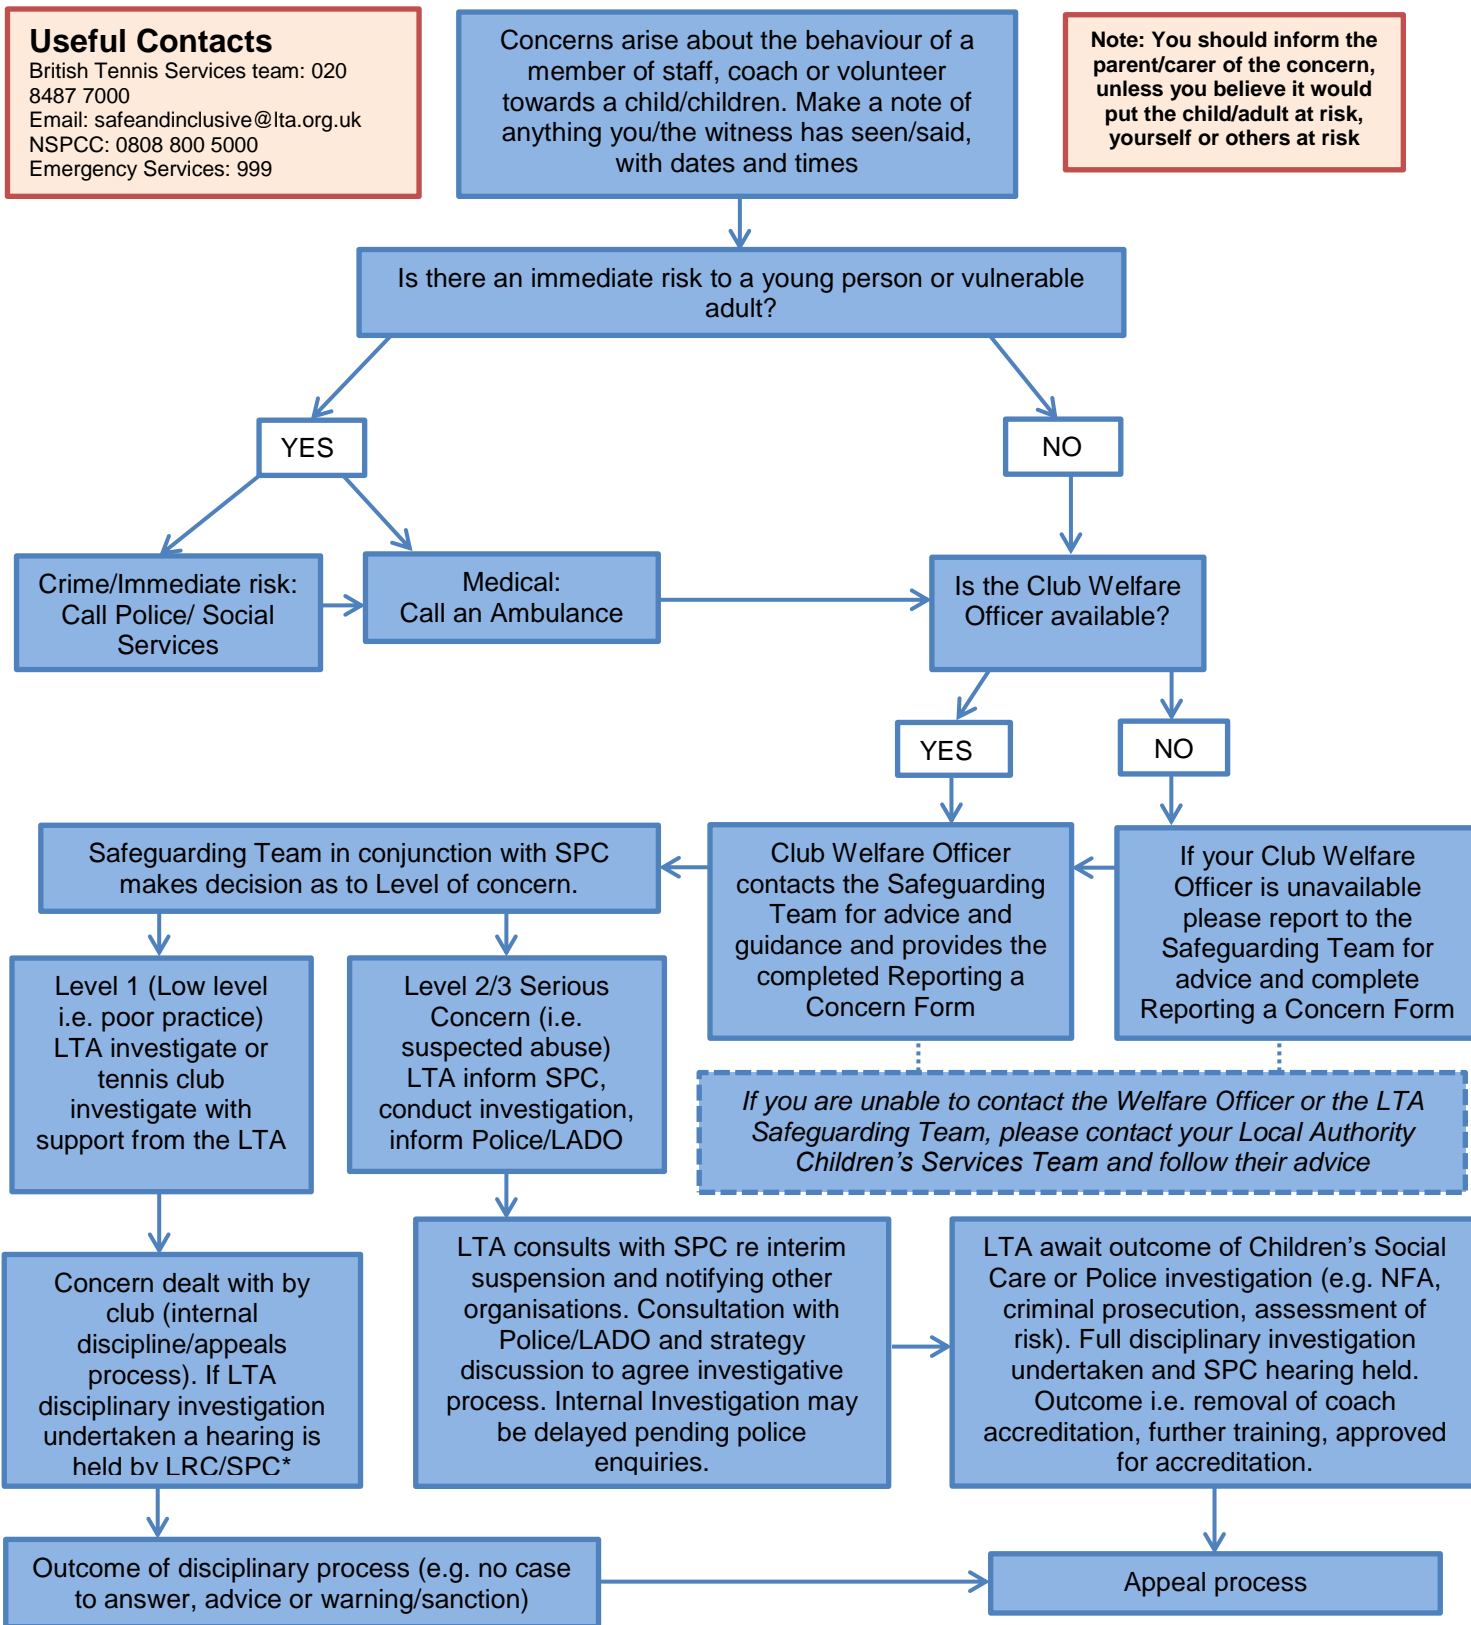 Useful Contacts
British Tennis Services team: 020
8487 7000
Email: safeandinclusive@lta.org.uk
NSPCC: 0808 800 5000
Emergency Services: 999
Concerns arise about the behaviour of a
member of staff, coach or volunteer
towards a child/children. Make a note of
anything you/the witness has seen/said,
with dates and times
Note: You should inform the
parent/carer of the concern,
unless you believe it would
put the child/adult at risk,
yourself or others at risk
Is there an immediate risk to a young person or vulnerable
adult?
YES
NO
Crime/Immediate risk:
Call Police/ Social
Services
Medical:
Call an Ambulance
Is the Club Welfare
Officer available?
YES
NO
Safeguarding Team in conjunction with SPC
makes decision as to Level of concern.
Club Welfare Officer
contacts the Safeguarding
Team for advice and
guidance and provides the
completed Reporting a
Concern Form
If your Club Welfare
Officer is unavailable
please report to the
Safeguarding Team for
advice and complete
Reporting a Concern Form
Level 1 (Low level
i.e. poor practice)
LTA investigate or
tennis club
investigate with
support from the LTA
Level 2/3 Serious
Concern (i.e.
suspected abuse)
LTA inform SPC,
conduct investigation,
inform Police/LADO
If you are unable to contact the Welfare Officer or the LTA
Safeguarding Team, please contact your Local Authority
Children’s Services Team and follow their advice
Concern dealt with by
club (internal
discipline/appeals
process). If LTA
disciplinary investigation
undertaken a hearing is
held by LRC/SPC*
LTA consults with SPC re interim
suspension and notifying other
organisations. Consultation with
Police/LADO and strategy
discussion to agree investigative
process. Internal Investigation may
be delayed pending police
enquiries.
LTA await outcome of Children’s Social
Care or Police investigation (e.g. NFA,
criminal prosecution, assessment of
risk). Full disciplinary investigation
undertaken and SPC hearing held.
Outcome i.e. removal of coach
accreditation, further training, approved
for accreditation.
Outcome of disciplinary process (e.g. no case
to answer, advice or warning/sanction)
Appeal process